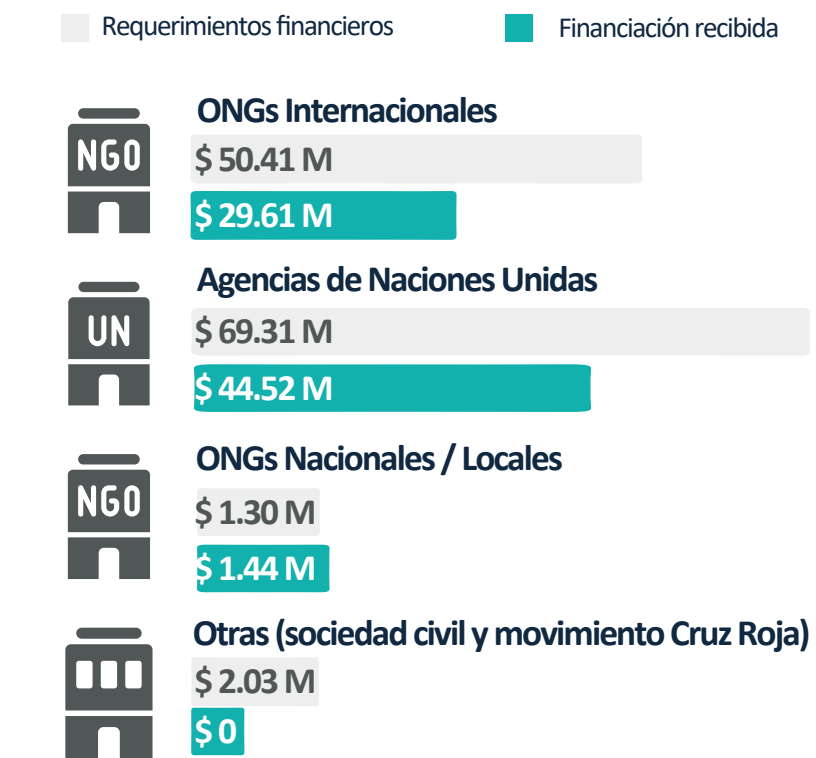 Requerimientos financieros Financiación recibida
ONGs Internacionales
NGO
$ 50.41 M
$ 29.61 M
Agencias de Naciones Unidas
UN
$ 69.31 M
$ 44.52 M
ONGs Nacionales / Locales
NGO
$ 1.30 M
$ 1.44 M
Otras (sociedad civil y movimiento Cruz Roja)
$ 2.03 M
$ 0